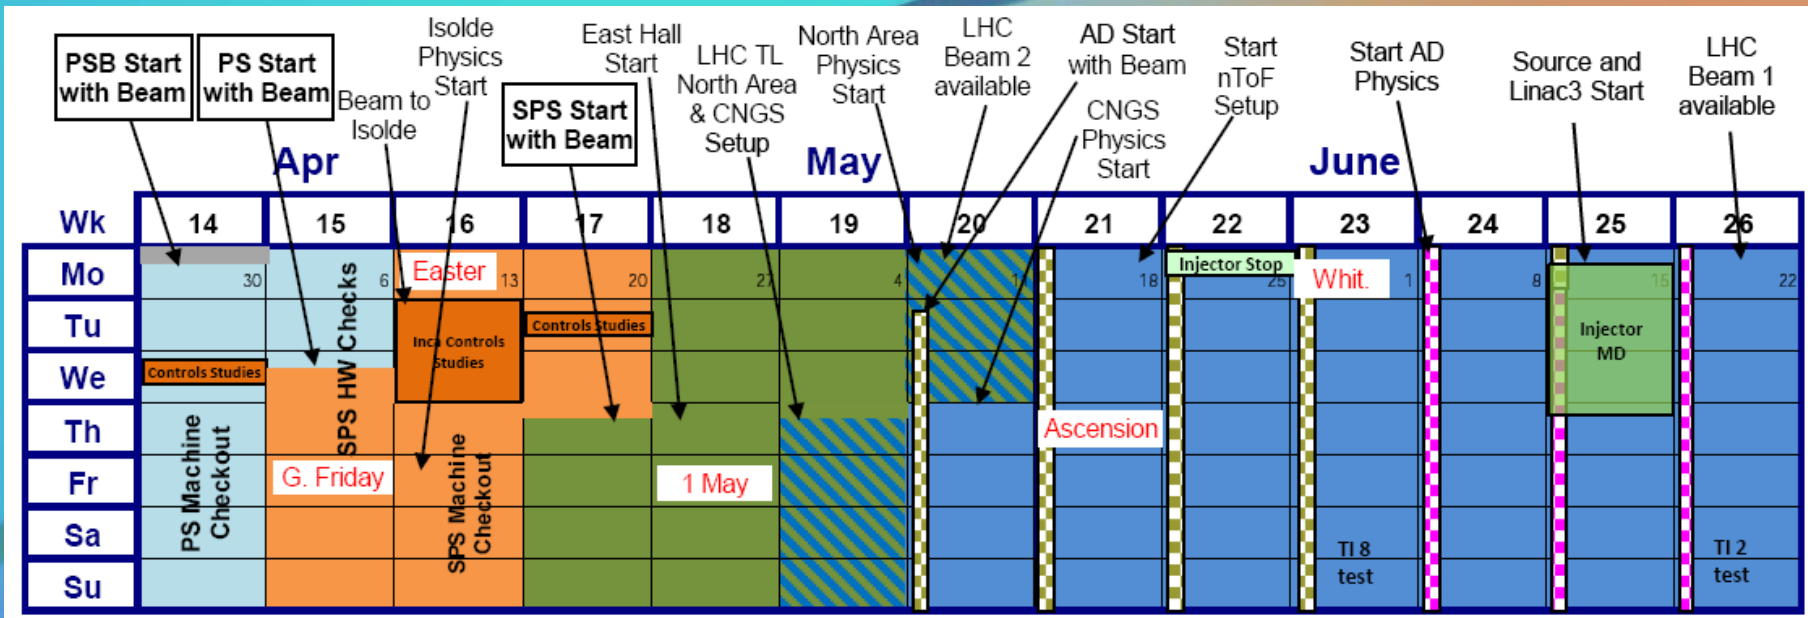 PSB Start
with Beam
PS Start
with Beam
Beam to
Isolde
Isolde
Physics
Start
SPS Start
with Beam
East Hall
Start
LHC TL
North Area
& CNGS
Setup
North Area
Physics
Start
LHC
Beam 2
available
AD Start
with Beam
CNGS
Physics
Start
Start
nToF
Setup
Start AD
Physics
Source and
Linac3 Start
LHC
Beam 1
available
Apr
May
June
Wk 14 15 16 17 18 19 20 21 22 23 24 25 26
Mo 30 6 Easter 13 20 27 4 18 Injector Stop 25 Whit. 1 8 15 22
Tu
Controls Studies
Inca Controls
Studies
Injector
MD
We
Controls Studies
SPS HW Checks
Th
Ascension
PS Machine
Checkout
SPS Machine
Checkout
Fr
G. Friday
1 May
Sa
TI 8
test
TI 2
test
Su